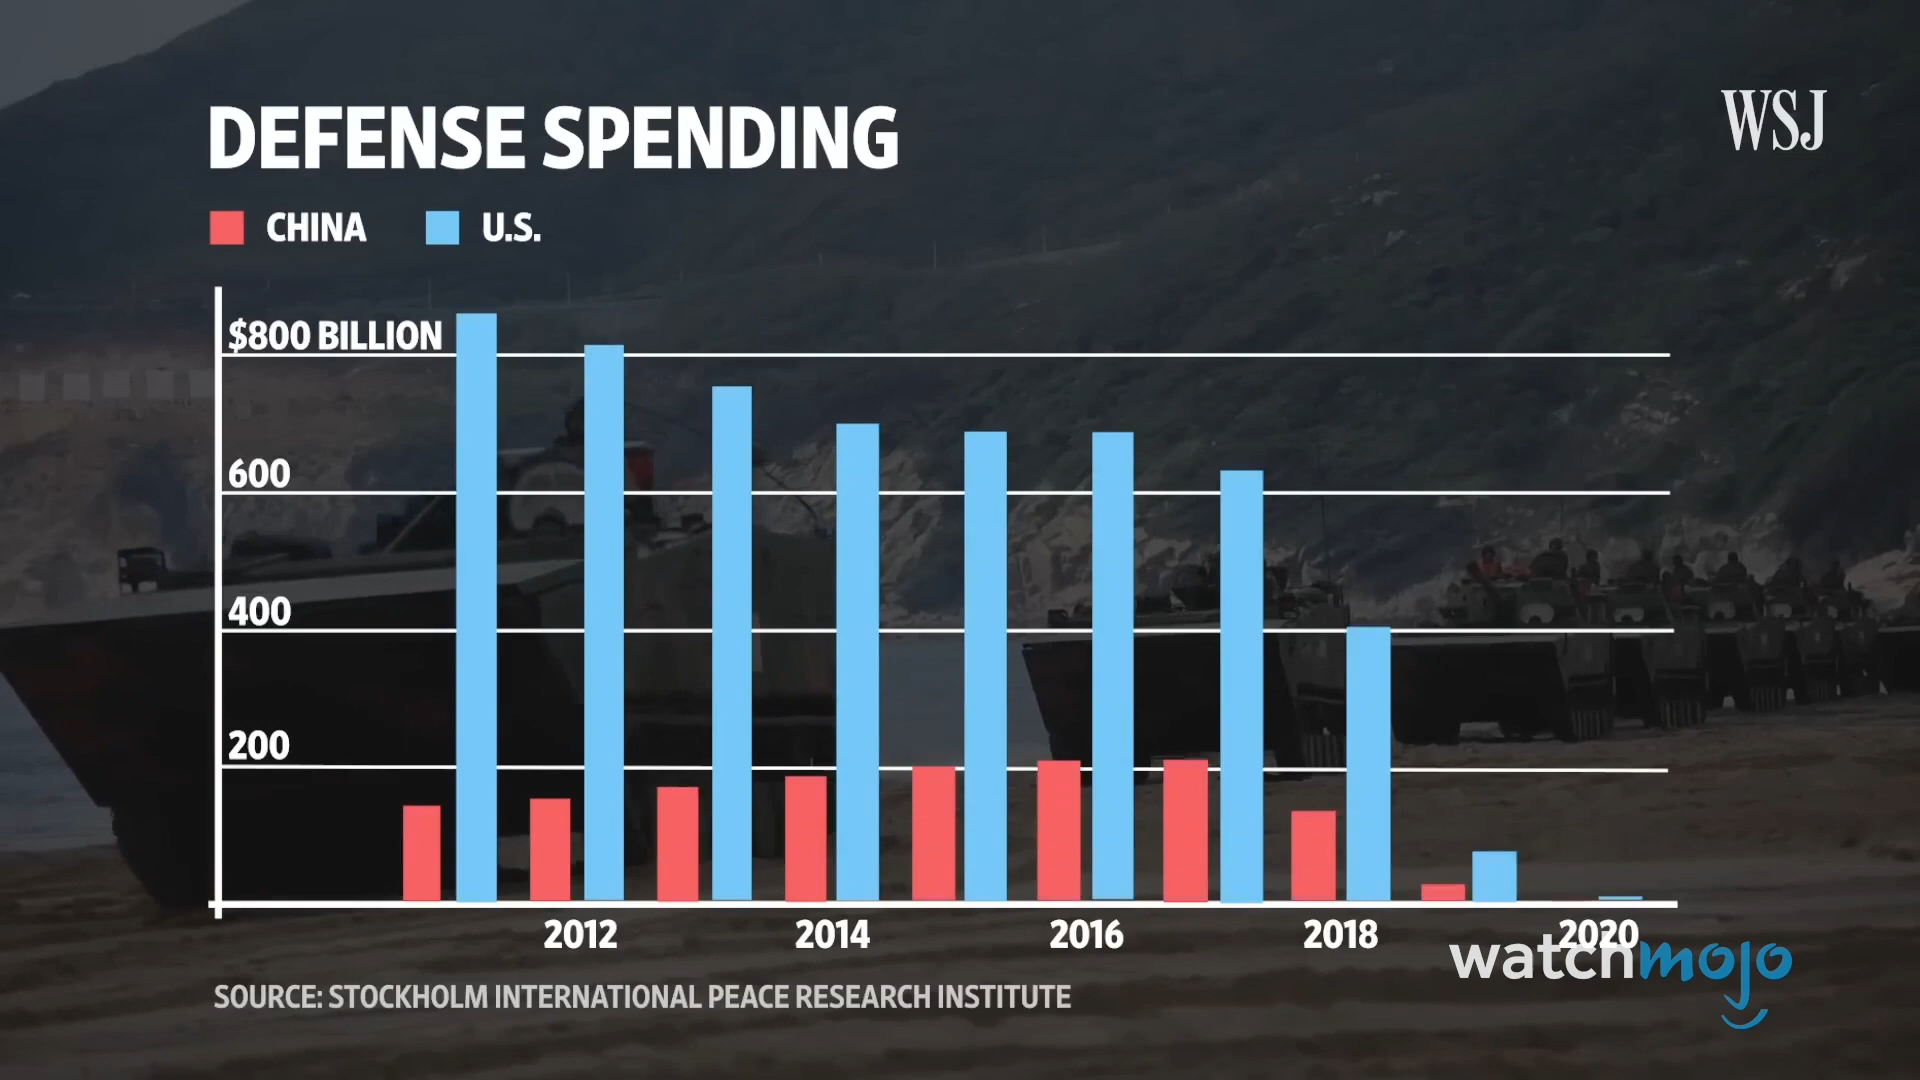 DEFENSE SPENDING
WSJ
CHINA
U.S.
$800 BILLION
600
400
200
2012
2014
2016
2018
2020
watchmojo
SOURCE: STOCKHOLM INTERNATIONAL PEACE RESEARCH INSTITUTE